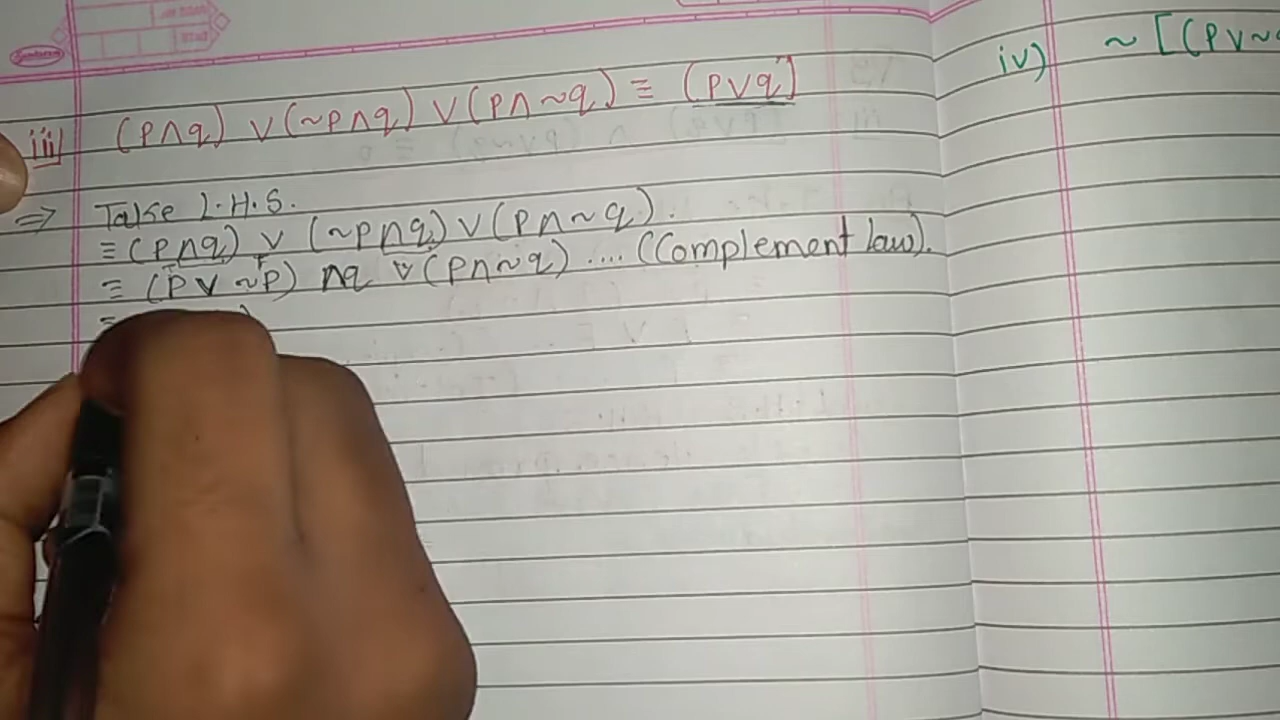 iii) (p∧q) ∨ (~p∧q) ∨ (p∧~q) ≡ (p∨q)
⇒ Take L.H.S.
≡ (p∧q) ∨ (~p∧q) ∨ (p∧~q).
≡ (p∨~p) ∧q ∨ (p∧~q) .... (Complement law).
≡
iv) ~[(p∨~